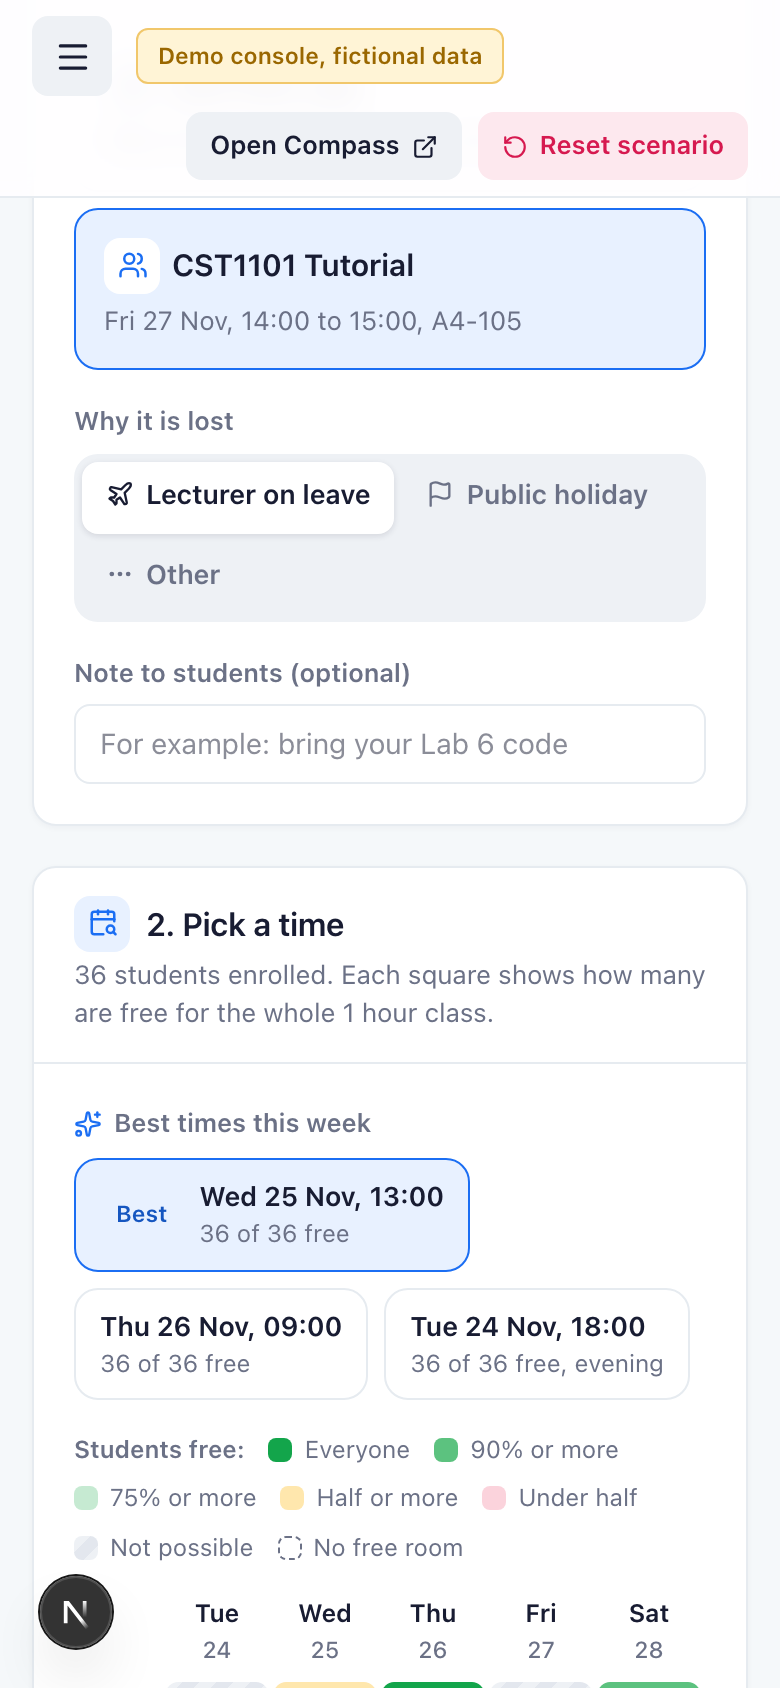 Demo console, fictional data
Open Compass
Reset scenario
CST1101 Tutorial
Fri 27 Nov, 14:00 to 15:00, A4-105
Why it is lost
Lecturer on leave
Public holiday
Other
Note to students (optional)
For example: bring your Lab 6 code
2. Pick a time
36 students enrolled. Each square shows how many
are free for the whole 1 hour class.
Best times this week
Best
Wed 25 Nov, 13:00
36 of 36 free
Thu 26 Nov, 09:00
36 of 36 free
Tue 24 Nov, 18:00
36 of 36 free, evening
Students free: Everyone 90% or more
75% or more Half or more Under half
Not possible No free room
N
Tue Wed Thu Fri Sat
24 25 26 27 28